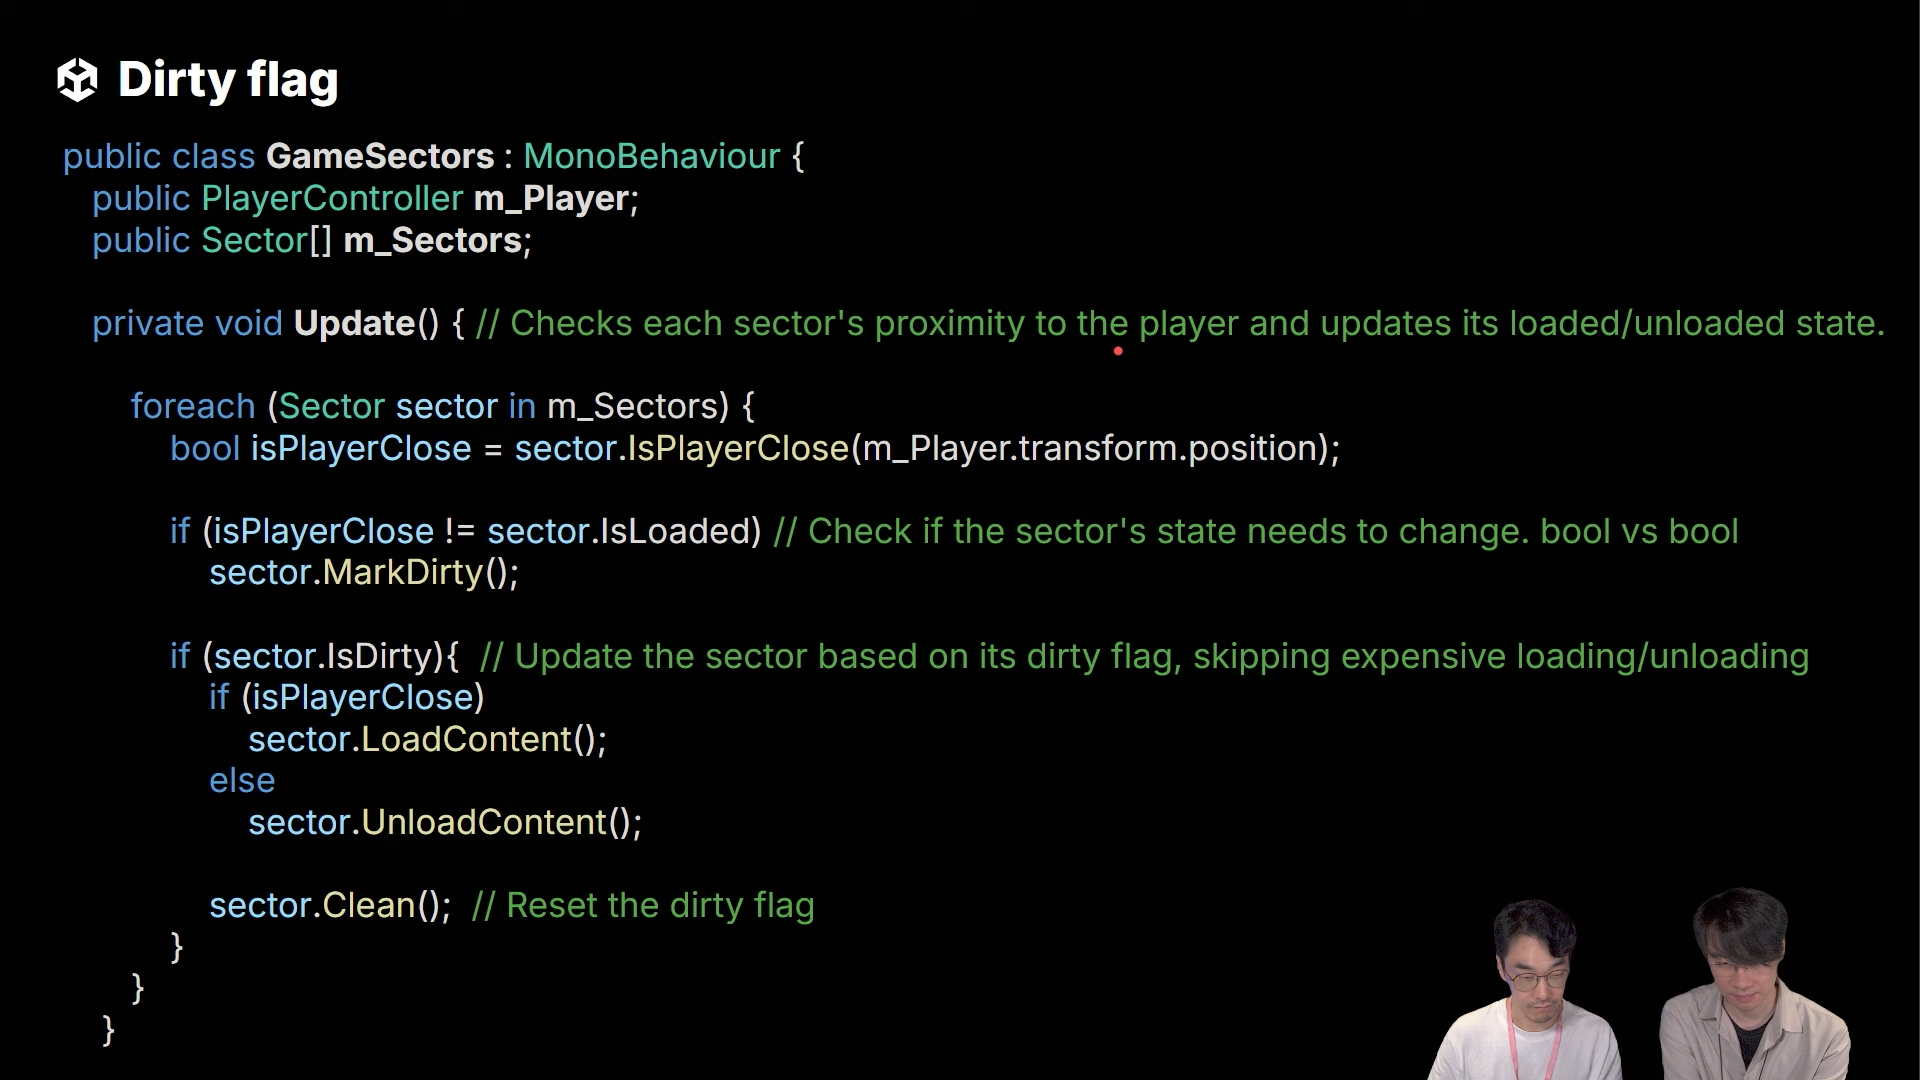 Dirty flag
public class GameSectors : MonoBehaviour {
public PlayerController m_Player;
public Sector[] m_Sectors;
private void Update() { // Checks each sector's proximity to the player and updates its loaded/unloaded state.
foreach (Sector sector in m_Sectors) {
bool isPlayerClose = sector.IsPlayerClose(m_Player.transform.position);
if (isPlayerClose != sector.IsLoaded) // Check if the sector's state needs to change. bool vs bool
sector.MarkDirty();
if (sector.IsDirty){ // Update the sector based on its dirty flag, skipping expensive loading/unloading
if (isPlayerClose)
sector.LoadContent();
else
sector.UnloadContent();
sector.Clean(); // Reset the dirty flag
}
}
}